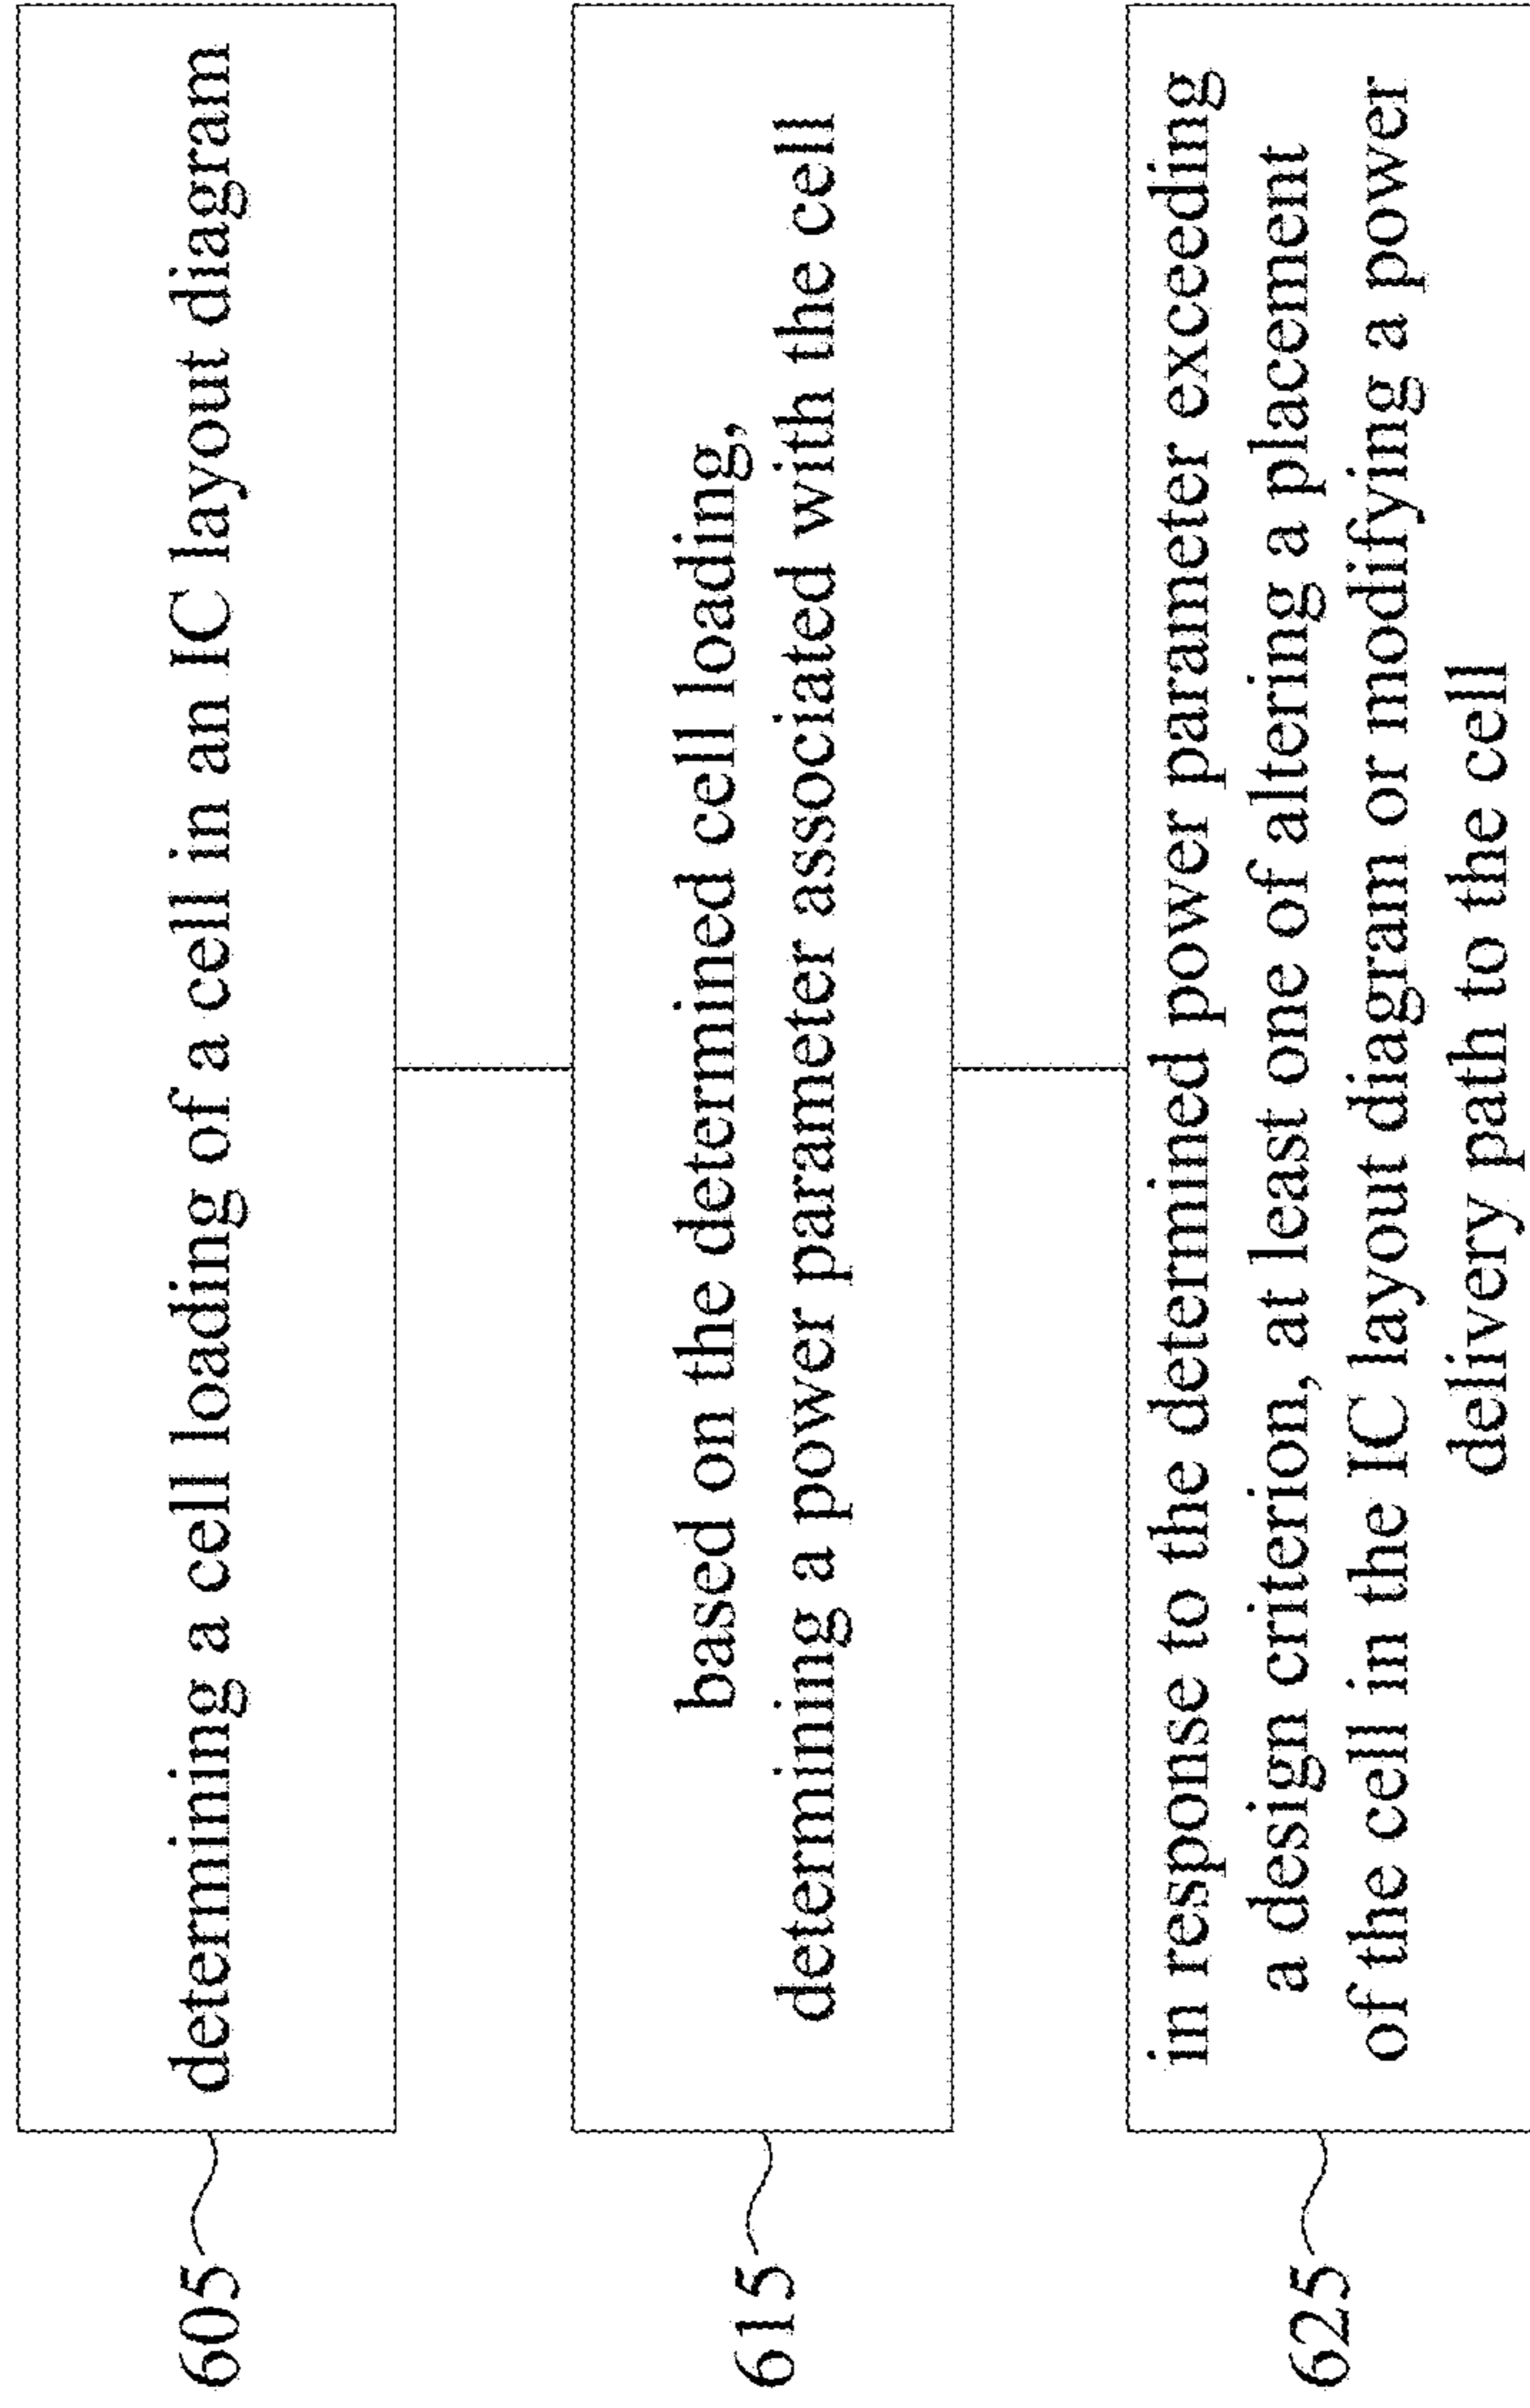 605
determining a cell loading of a cell in an IC layout diagram
615
based on the determined cell loading,
determining a power parameter associated with the cell
625
in response to the determined power parameter exceeding
a design criterion, at least one of altering a placement
of the cell in the IC layout diagram or modifying a power
delivery path to the cell